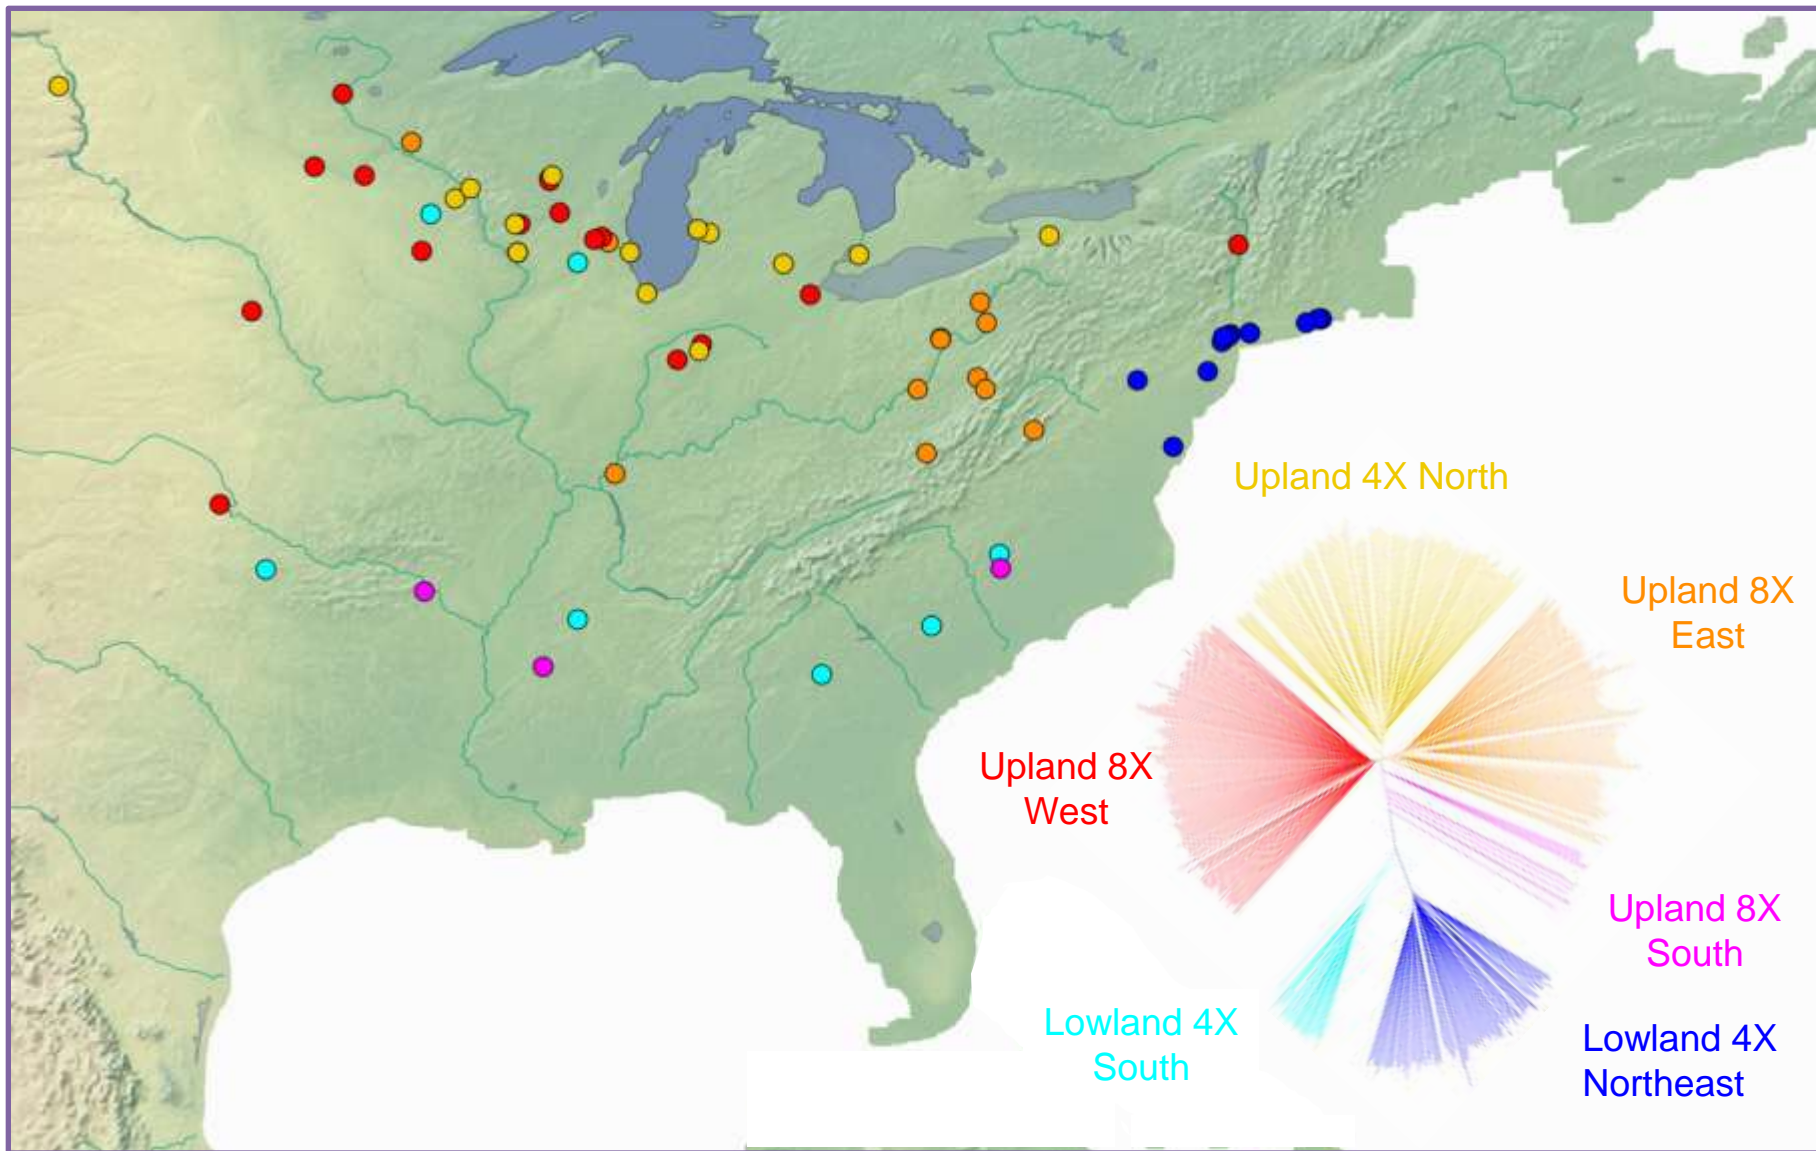 Upland 4X North
Upland 8X
East
Upland 8X
West
Upland 8X
South
Lowland 4X
South
Lowland 4X
Northeast